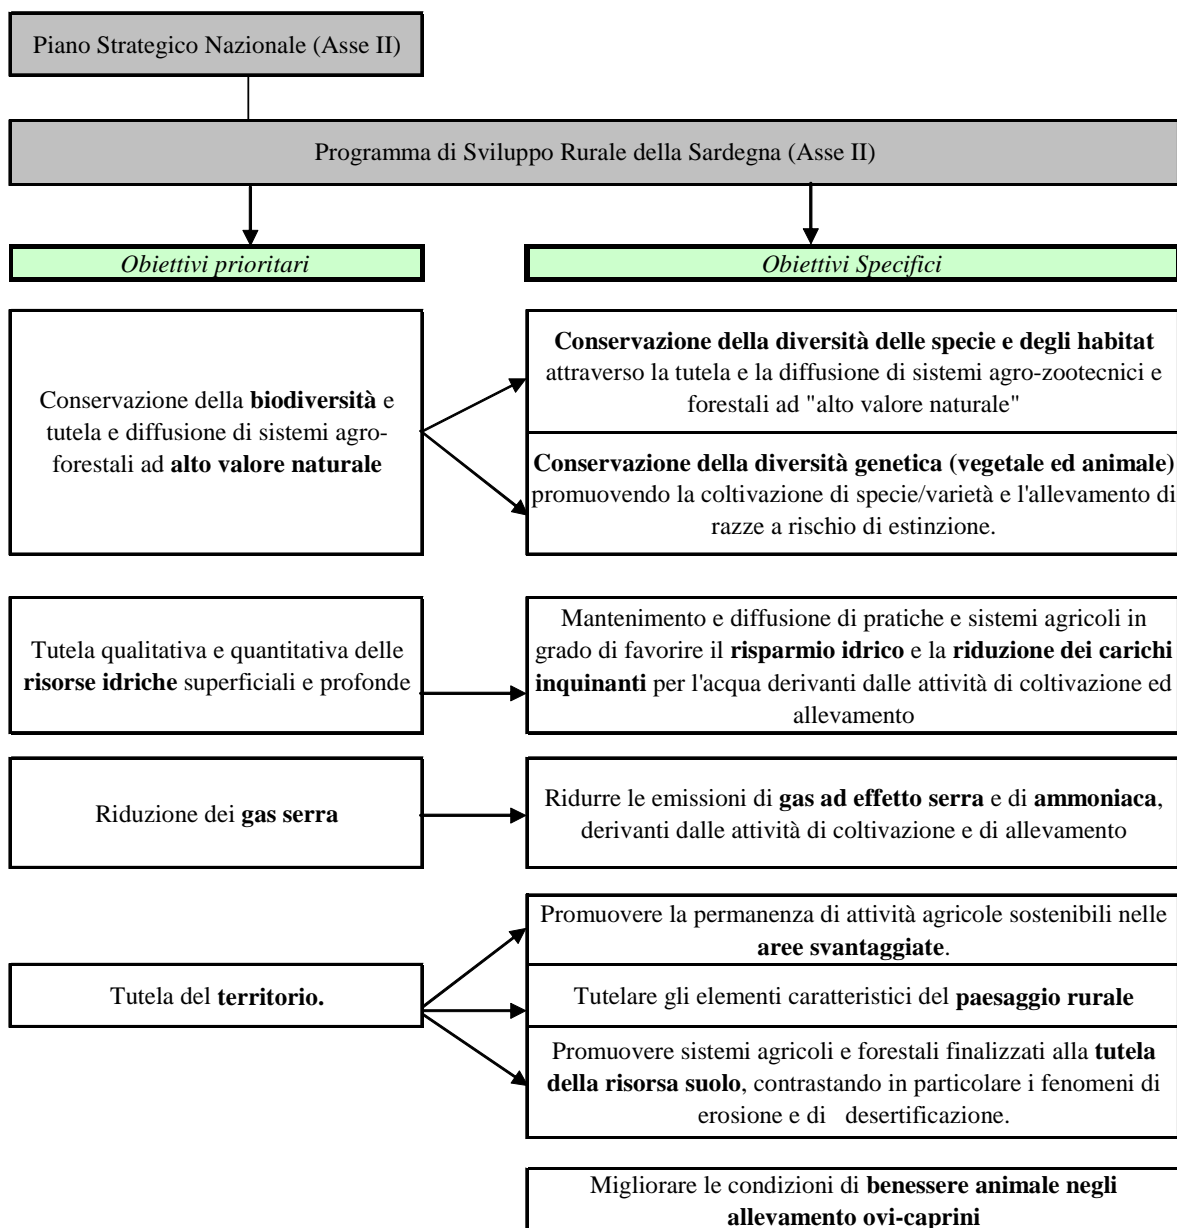 Piano Strategico Nazionale (Asse II)
Programma di Sviluppo Rurale della Sardegna (Asse II)
Obiettivi prioritari
Obiettivi Specifici
Conservazione della biodiversità e
tutela e diffusione di sistemi agro-
forestali ad alto valore naturale
Conservazione della diversità delle specie e degli habitat
attraverso la tutela e la diffusione di sistemi agro-zootecnici e
forestali ad "alto valore naturale"
Conservazione della diversità genetica (vegetale ed animale)
promuovendo la coltivazione di specie/varietà e l'allevamento di
razze a rischio di estinzione.
Tutela qualitativa e quantitativa delle
risorse idriche superficiali e profonde
Mantenimento e diffusione di pratiche e sistemi agricoli in
grado di favorire il risparmio idrico e la riduzione dei carichi
inquinanti per l'acqua derivanti dalle attività di coltivazione ed
allevamento
Riduzione dei gas serra
Ridurre le emissioni di gas ad effetto serra e di ammoniaca,
derivanti dalle attività di coltivazione e di allevamento
Tutela del territorio.
Promuovere la permanenza di attività agricole sostenibili nelle
aree svantaggiate.
Tutelare gli elementi caratteristici del paesaggio rurale
Promuovere sistemi agricoli e forestali finalizzati alla tutela
della risorsa suolo, contrastando in particolare i fenomeni di
erosione e di desertificazione.
Migliorare le condizioni di benessere animale negli
allevamento ovi-caprini